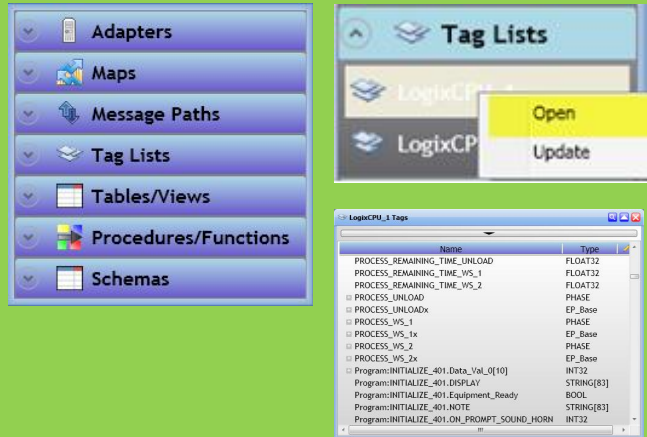 Adapters
Maps
Message Paths
Tag Lists
Tables/Views
Procedures/Functions
Schemas
Tag Lists
LogixCP
Open
LogixCP
Update
LogixCPU_1 Tags
Name Type
PROCESS_REMAINING_TIME_UNLOAD FLOAT32
PROCESS_REMAINING_TIME_WS_1 FLOAT32
PROCESS_REMAINING_TIME_WS_2 FLOAT32
PROCESS_UNLOAD PHASE
PROCESS_UNLOADx EP_Base
PROCESS_WS_1 PHASE
PROCESS_WS_1x EP_Base
PROCESS_WS_2 PHASE
PROCESS_WS_2x EP_Base
Program:INITIALIZE_401.Data_Val_0[10] INT32
Program:INITIALIZE_401.DISPLAY STRING[83]
Program:INITIALIZE_401.Equipment_Ready BOOL
Program:INITIALIZE_401.NOTE STRING[83]
Program:INITIALIZE_401.ON_PROMPT_SOUND_HORN INT32